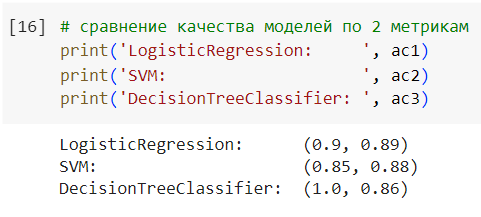 [16] # сравнение качества моделей по 2 метрикам
print('LogisticRegression:     ', ac1)
print('SVM:                    ', ac2)
print('DecisionTreeClassifier: ', ac3)
LogisticRegression:      (0.9, 0.89)
SVM:                     (0.85, 0.88)
DecisionTreeClassifier:  (1.0, 0.86)